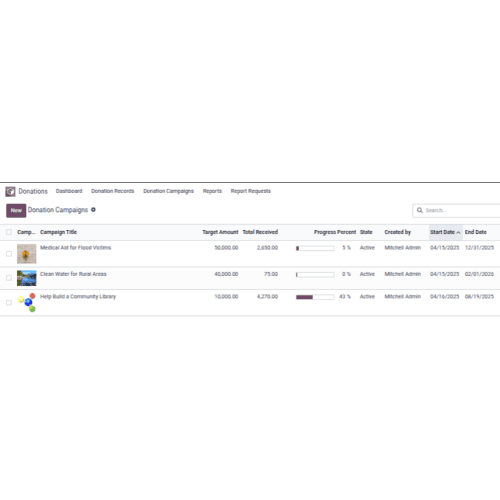 Donations Dashboard Donation Records Donation Campaigns Reports Report Requests
New Donation Campaigns Search...
Camp... Campaign Title Target Amount Total Received Progress Percent State Created by Start Date End Date
Medical Aid for Flood Victims 50,000.00 2,650.00 5 % Active Mitchell Admin 04/15/2025 12/31/2025
Clean Water for Rural Areas 40,000.00 75.00 0 % Active Mitchell Admin 04/15/2025 02/01/2026
Help Build a Community Library 10,000.00 4,270.00 43 % Active Mitchell Admin 04/16/2025 08/19/2025